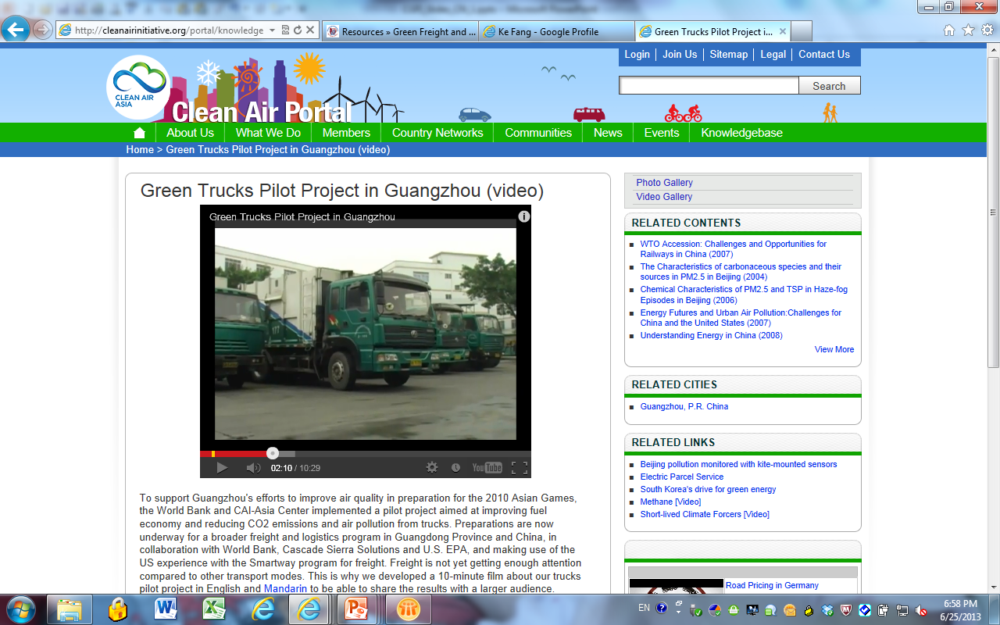 http://cleanairinitiative.org/portal/knowledge
Resources » Green Freight and ...
Ke Fang - Google Profile
Green Trucks Pilot Project i...
Login
Join Us
Sitemap
Legal
Contact Us
Search
CLEAN AIR
ASIA
Clean Air Portal
About Us
What We Do
Members
Country Networks
Communities
News
Events
Knowledgebase
Home > Green Trucks Pilot Project in Guangzhou (video)
Green Trucks Pilot Project in Guangzhou (video)
Green Trucks Pilot Project in Guangzhou
177
02:10 / 10:29
YouTube
To support Guangzhou's efforts to improve air quality in preparation for the 2010 Asian Games,
the World Bank and CAI-Asia Center implemented a pilot project aimed at improving fuel
economy and reducing CO2 emissions and air pollution from trucks. Preparations are now
underway for a broader freight and logistics program in Guangdong Province and China, in
collaboration with World Bank, Cascade Sierra Solutions and U.S. EPA, and making use of the
US experience with the Smartway program for freight. Freight is not yet getting enough attention
compared to other transport modes. This is why we developed a 10-minute film about our trucks
pilot project in English and Mandarin to be able to share the results with a larger audience.
Photo Gallery
Video Gallery
RELATED CONTENTS
WTO Accession: Challenges and Opportunities for
Railways in China (2007)
The Characteristics of carbonaceous species and their
sources in PM2.5 in Beijing (2004)
Chemical Characteristics of PM2.5 and TSP in Haze-fog
Episodes in Beijing (2006)
Energy Futures and Urban Air Pollution:Challenges for
China and the United States (2007)
Understanding Energy in China (2008)
View More
RELATED CITIES
Guangzhou, P.R. China
RELATED LINKS
Beijing pollution monitored with kite-mounted sensors
Electric Parcel Service
South Korea's drive for green energy
Methane [Video]
Short-lived Climate Forcers [Video]
Road Pricing in Germany
EN
6:58 PM
6/25/2013